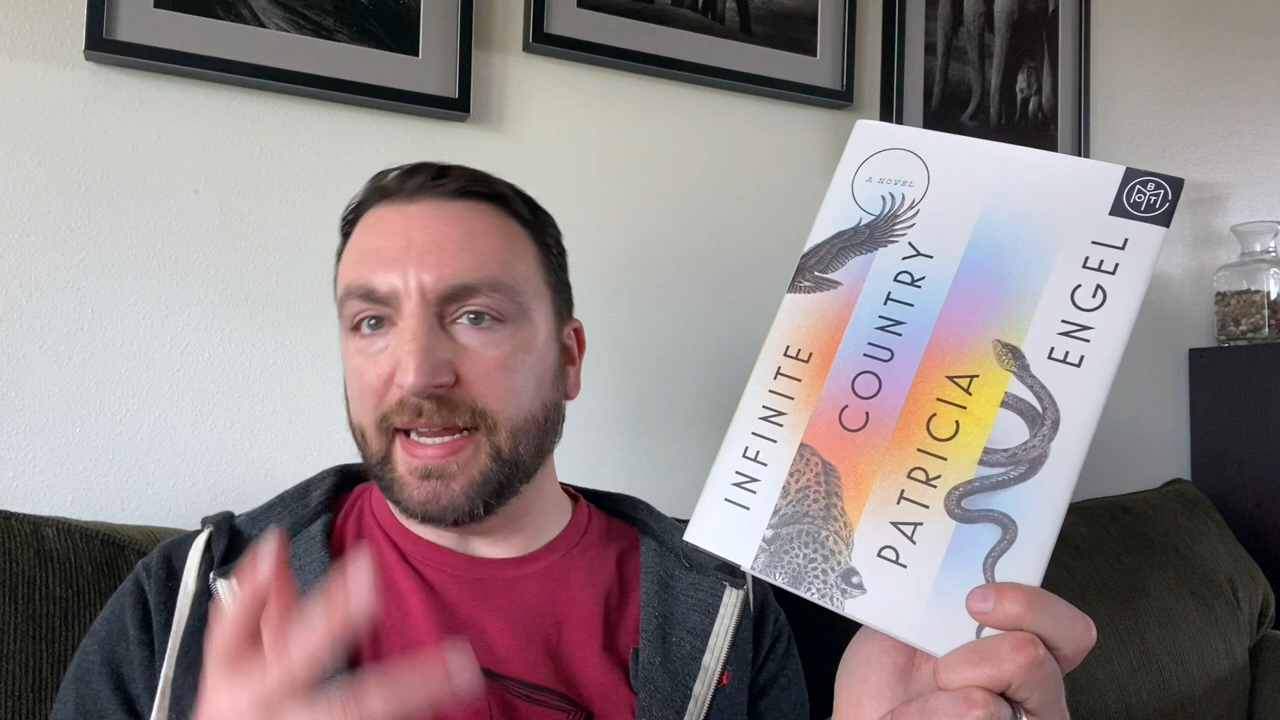 A NOVEL
INFINITE
COUNTRY
PATRICIA
ENGEL
BOTM